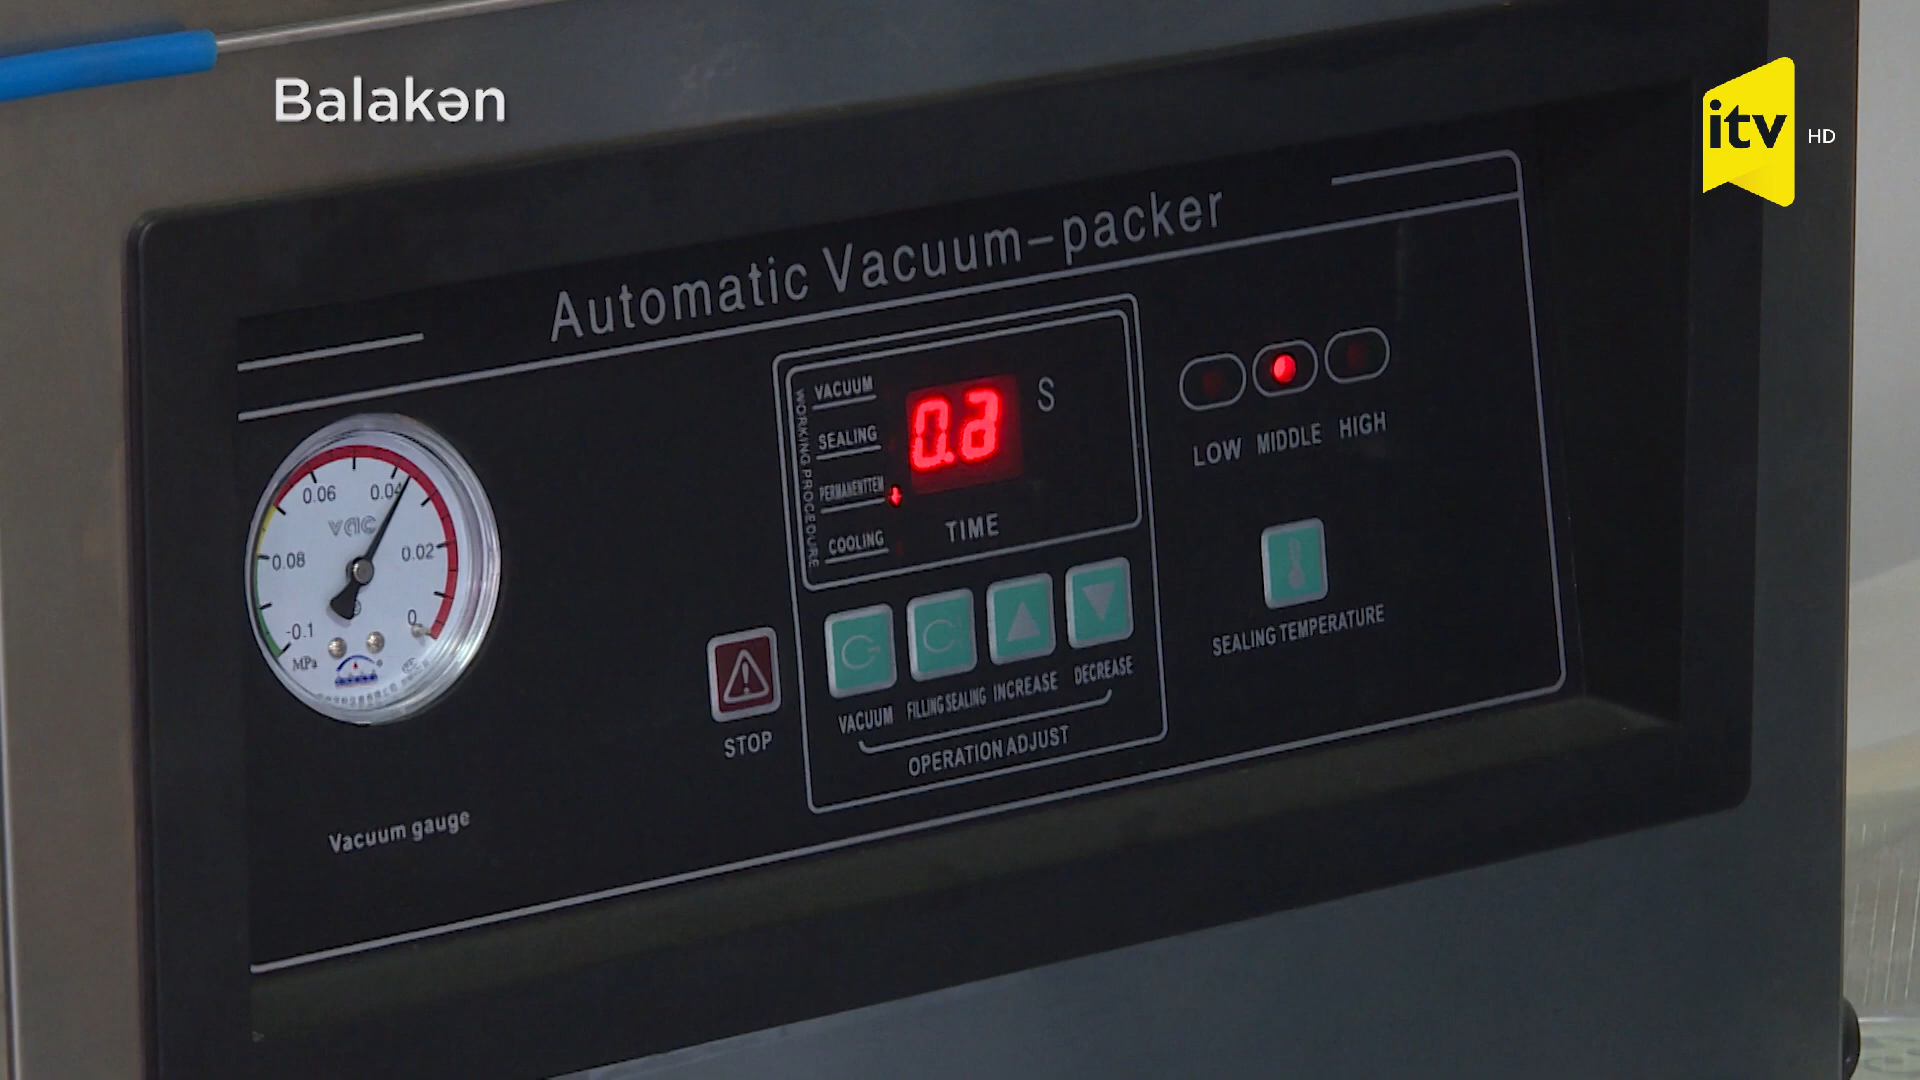 Balakən
itv HD
Automatic Vacuum-packer
WORKING PROCEDURE
VACUUM
SEALING
PERMANENTTEM
COOLING
S
TIME
LOW MIDDLE HIGH
0.06 0.04
vac
0.08 0.02
-0.1 0
MPa
STOP
VACUUM FILLING SEALING INCREASE DECREASE
OPERATION ADJUST
SEALING TEMPERATURE
Vacuum gauge